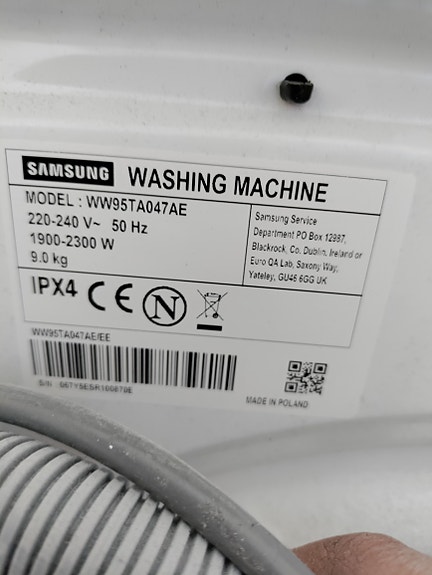 SAMSUNG WASHING MACHINE
MODEL : WW95TA047AE
220-240 V~ 50 Hz
1900-2300 W
9.0 kg
Samsung Service
Department PO Box 12987,
Blackrock, Co. Dublin, Ireland or
Euro QA Lab, Saxony Way,
Yateley, GU46 6GG UK
IPX4 CE N
WW95TA047AE/EE
S/N :
MADE IN POLAND